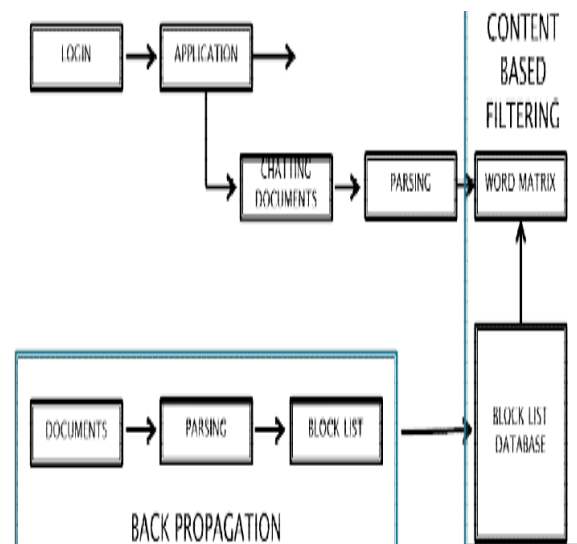 CONTENT
BASED
FILTERING
LOGIN
APPLICATION
CHATTING
DOCUMENTS
PARSING
WORD MATRIX
DOCUMENTS
PARSING
BLOCK LIST
BLOCK LIST
DATABASE
BACK PROPAGATION